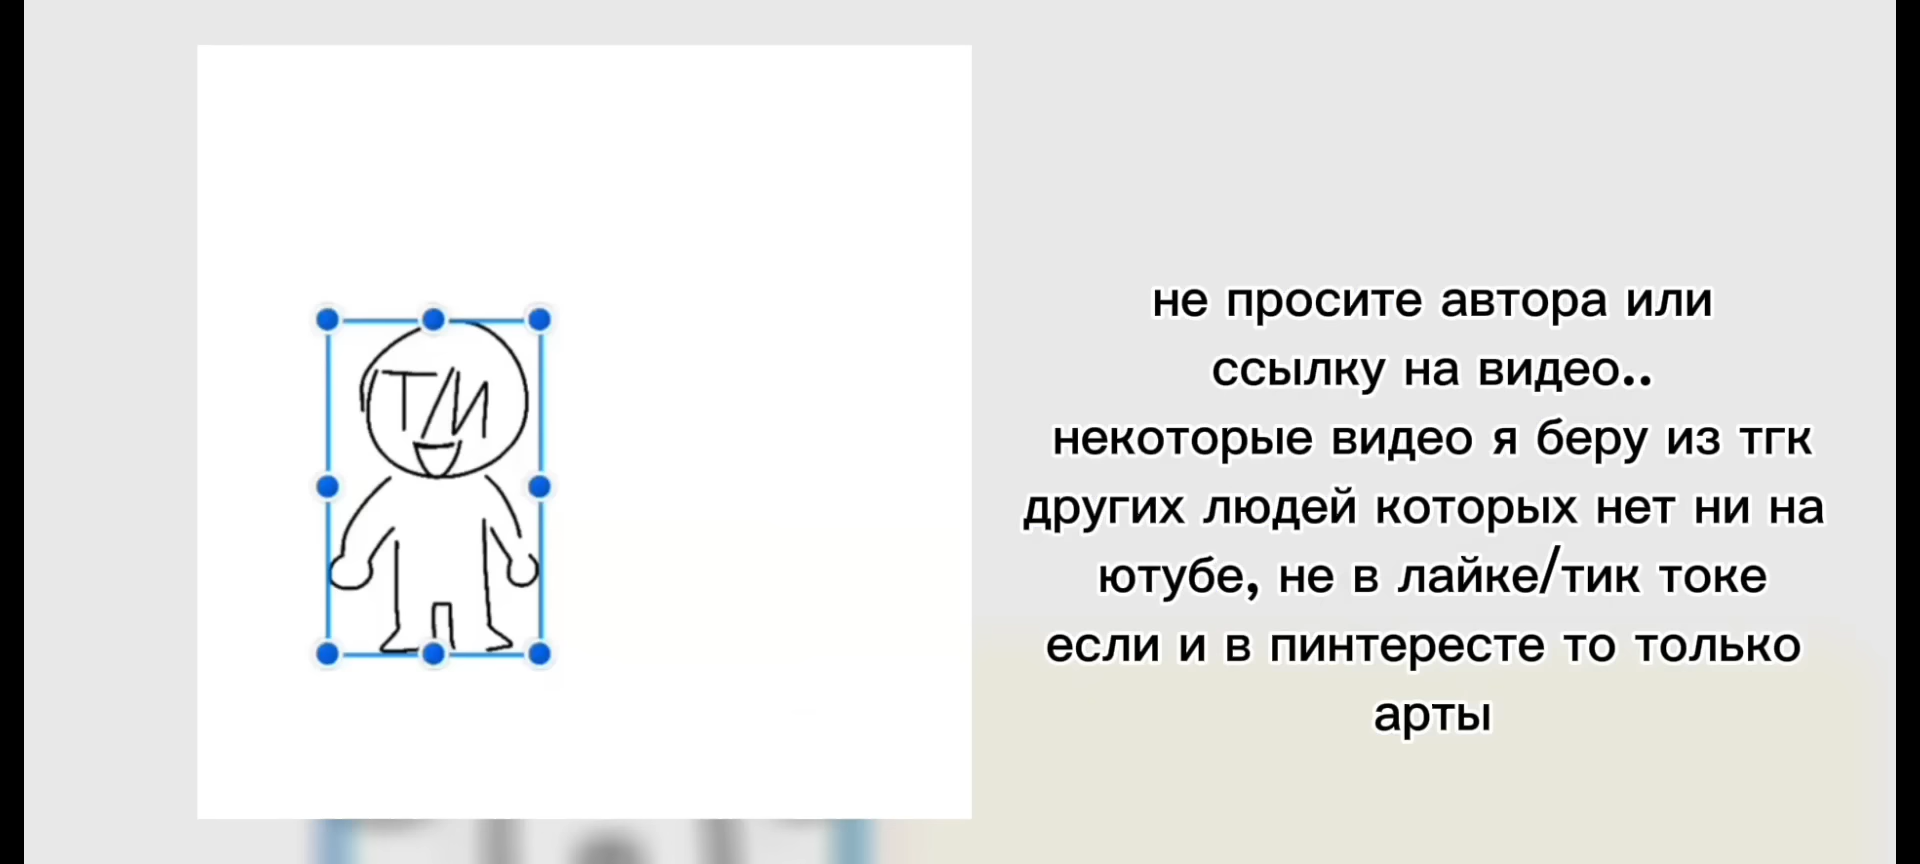 Т/И
не просите автора или
ссылку на видео..
некоторые видео я беру из тгк
других людей которых нет ни на
ютубе, не в лайке/тик токе
если и в пинтересте то только
арты